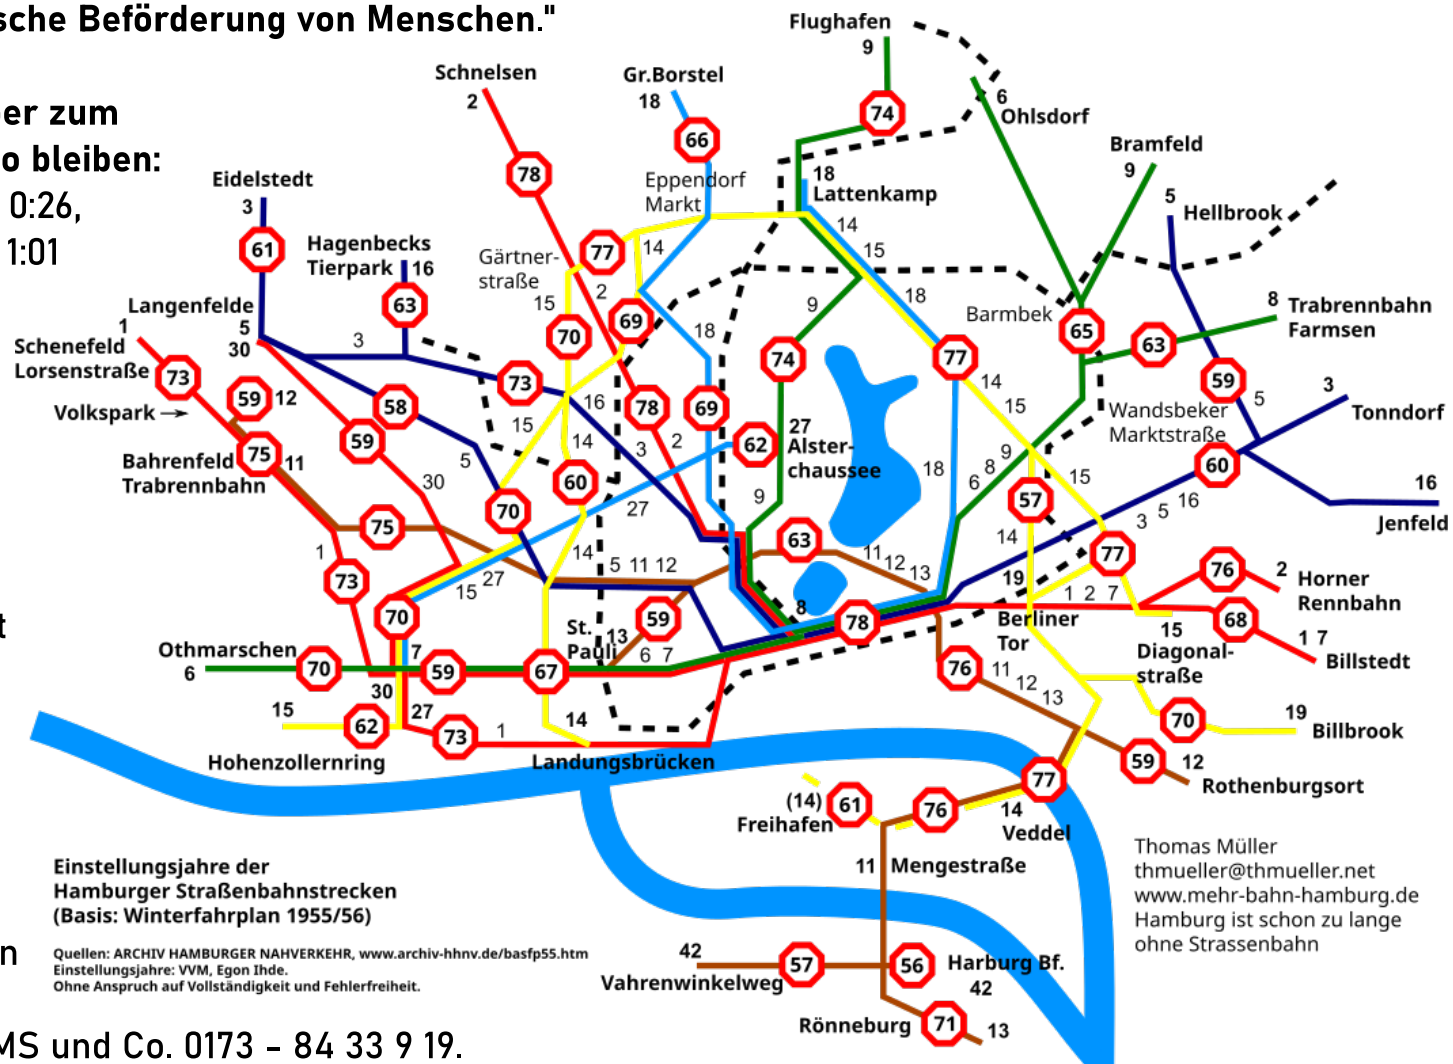 sche Beförderung von Menschen."
er zum
o bleiben:
0:26,
1:01
t
n
MS und Co. 0173 - 84 33 9 19.
Flughafen
9
74
Schnelsen
2
78
Gr.Borstel
18
66
6
Ohlsdorf
Bramfeld
9
Eppendorf
Markt
18
Lattenkamp
5
Hellbrook
Eidelstedt
3
61
Hagenbecks
Tierpark
16
63
Gärtner-
straße
77
14
2
15
14
15
18
9
Barmbek
65
63
8
Trabrennbahn
Farmsen
Langenfelde
5
30
3
1
Schenefeld
Lorsenstraße
73
59
12
Volkspark →
58
73
70
69
18
74
77
59
5
3
Tonndorf
14
15
Wandsbeker
Marktstraße
16
78
69
62
27
Alster-
chaussee
59
75
11
Bahrenfeld
Trabrennbahn
30
5
15
14
3
2
60
70
27
9
18
6
8
9
15
57
60
3
5
16
16
Jenfeld
75
1
73
14
5
11
12
63
11
12
13
14
77
76
2
Horner
Rennbahn
15
27
70
59
8
78
19
1
2
7
Berliner
Tor
68
1
7
Billstedt
15
Diagonal-
straße
St.
Pauli
13
6
7
Othmarschen
6
70
7
59
67
76
11
12
13
30
27
15
62
Hohenzollernring
73
1
14
Landungsbrücken
70
19
Billbrook
59
12
Rothenburgsort
77
(14)
Freihafen
61
76
14
Veddel
11
Mengestraße
Einstellungsjahre der
Hamburger Straßenbahnstrecken
(Basis: Winterfahrplan 1955/56)
Quellen: ARCHIV HAMBURGER NAHVERKEHR, www.archiv-hhnv.de/basfp55.htm
Einstellungsjahre: VVM, Egon Ihde.
Ohne Anspruch auf Vollständigkeit und Fehlerfreiheit.
42
Vahrenwinkelweg
57
56
Harburg Bf.
42
Rönneburg
71
13
Thomas Müller
thmueller@thmueller.net
www.mehr-bahn-hamburg.de
Hamburg ist schon zu lange
ohne Strassenbahn